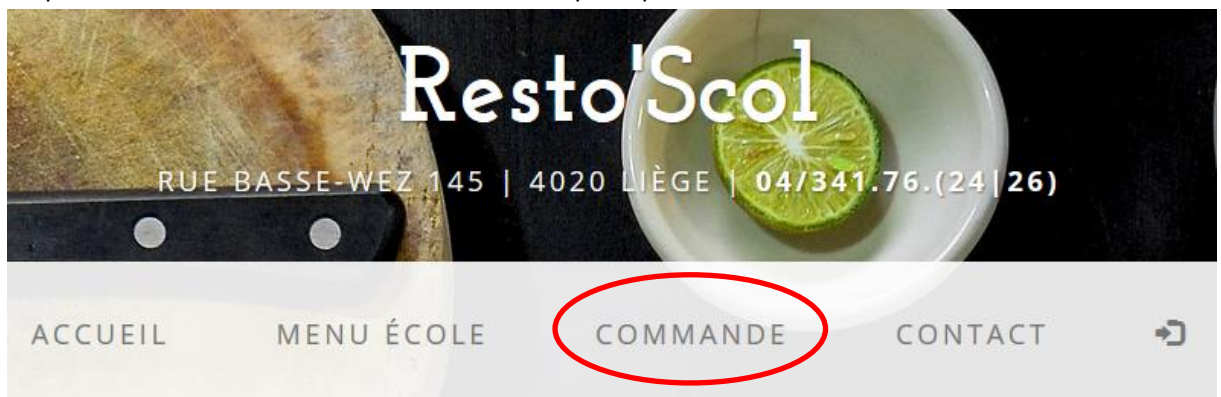 Resto'Scol
RUE BASSE-WEZ 145 | 4020 LIÈGE | 04/341.76.(24|26)
ACCUEIL MENU ÉCOLE COMMANDE CONTACT